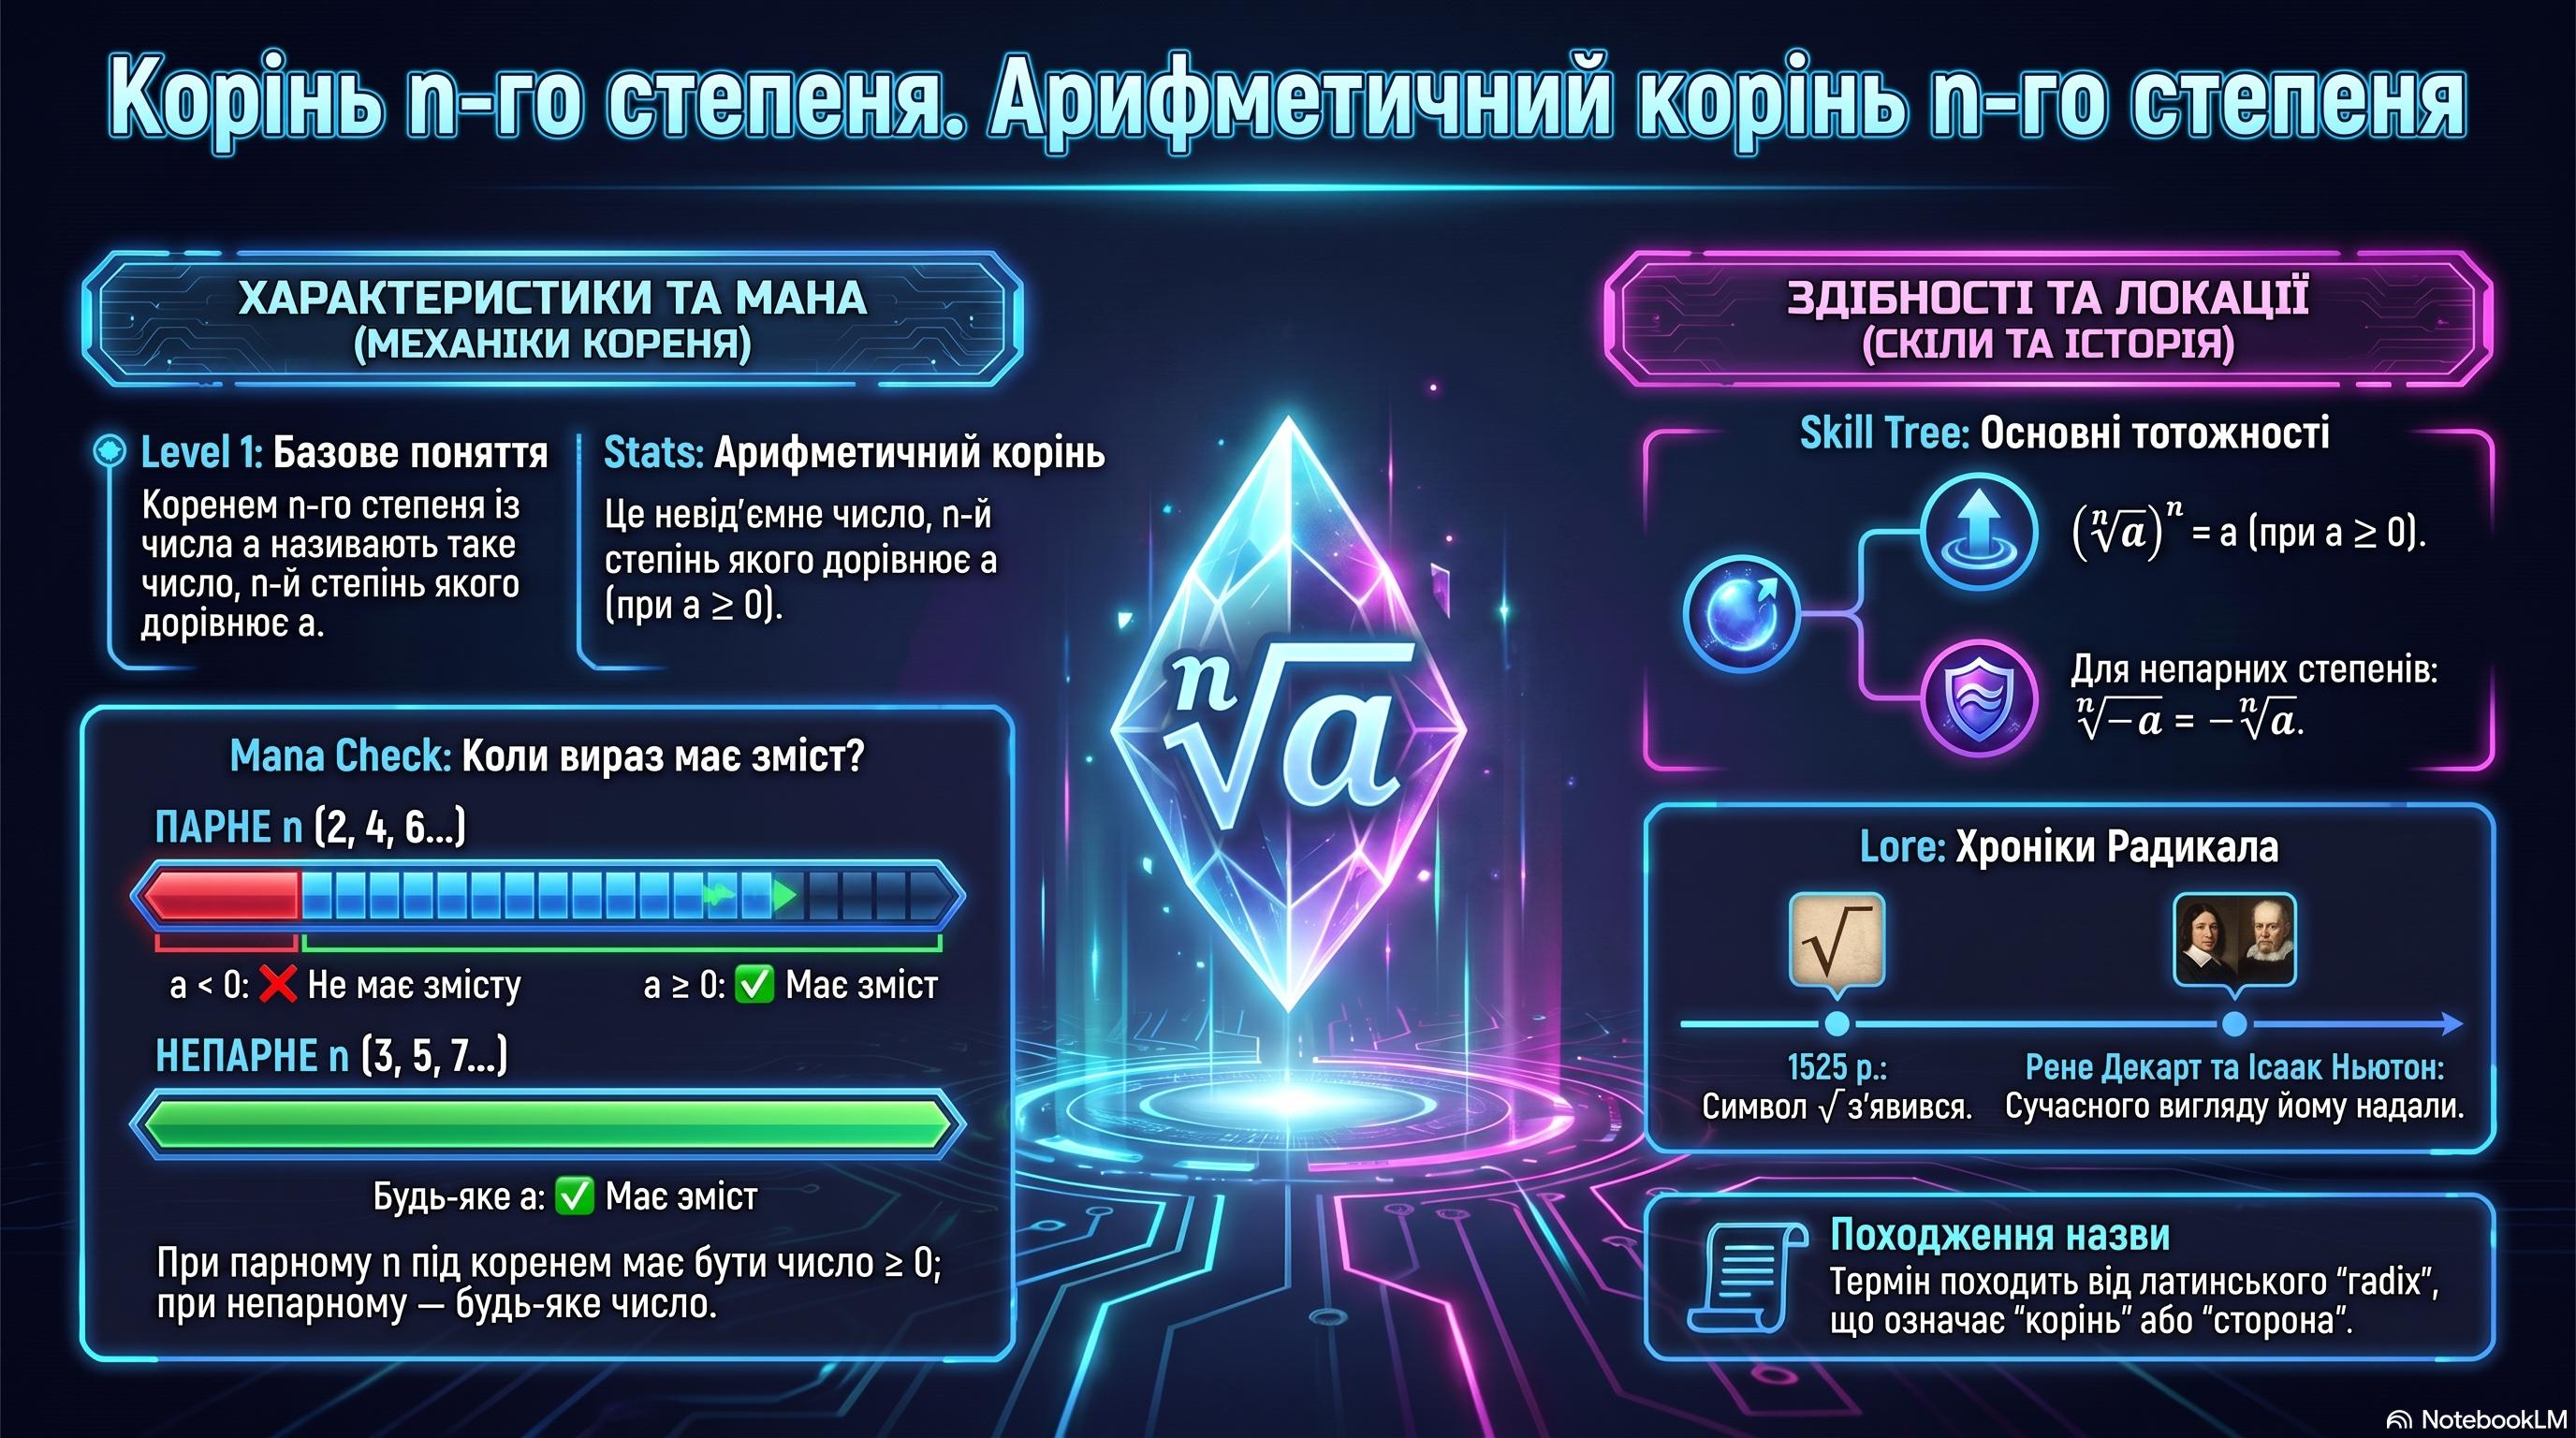 Корінь n-го степеня. Арифметичний корінь n-го степеня
ХАРАКТЕРИСТИКИ ТА МАНА
(МЕХАНІКИ КОРЕНЯ)
Level 1: Базове поняття
Коренем n-го степеня із
числа a називають таке
число, n-й степінь якого
дорівнює a.
Stats: Арифметичний корінь
Це невід'ємне число, n-й
степінь якого дорівнює a
(при a ≥ 0).
Mana Check: Коли вираз має зміст?
ПАРНЕ n (2, 4, 6...)
a < 0: ❌ Не має змісту
a ≥ 0: ✅ Має зміст
НЕПАРНЕ n (3, 5, 7...)
Будь-яке a: ✅ Має зміст
При парному n під коренем має бути число ≥ 0;
при непарному — будь-яке число.
ⁿ√a
ЗДІБНОСТІ ТА ЛОКАЦІЇ
(СКІЛИ ТА ІСТОРІЯ)
Skill Tree: Основні тотожності
(ⁿ√a)ⁿ = a (при a ≥ 0).
Для непарних степенів:
ⁿ√−a = −ⁿ√a.
Lore: Хроніки Радикала
√
1525 р.:
Символ √ з'явився.
Рене Декарт та Ісаак Ньютон:
Сучасного вигляду йому надали.
Походження назви
Термін походить від латинського "radix",
що означає "корінь" або "сторона".
NotebookLM